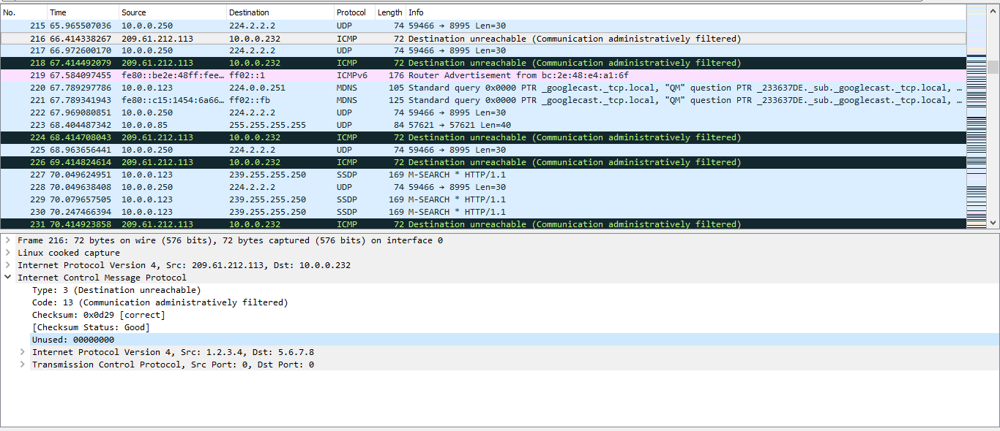 No. Time Source Destination Protocol Length Info
215 65.965507036 10.0.0.250 224.2.2.2 UDP 74 59466 → 8995 Len=30
216 66.414338267 209.61.212.113 10.0.0.232 ICMP 72 Destination unreachable (Communication administratively filtered)
217 66.972600170 10.0.0.250 224.2.2.2 UDP 74 59466 → 8995 Len=30
218 67.414492079 209.61.212.113 10.0.0.232 ICMP 72 Destination unreachable (Communication administratively filtered)
219 67.584097455 fe80::be2e:48ff:fee… ff02::1 ICMPv6 176 Router Advertisement from bc:2e:48:e4:a1:6f
220 67.789297786 10.0.0.123 224.0.0.251 MDNS 105 Standard query 0x0000 PTR _googlecast._tcp.local, "QM" question PTR _233637DE._sub._googlecast._tcp.local, …
221 67.789341943 fe80::c15:1454:6a66… ff02::fb MDNS 125 Standard query 0x0000 PTR _googlecast._tcp.local, "QM" question PTR _233637DE._sub._googlecast._tcp.local, …
222 67.969080851 10.0.0.250 224.2.2.2 UDP 74 59466 → 8995 Len=30
223 68.404487342 10.0.0.85 255.255.255.255 UDP 84 57621 → 57621 Len=40
224 68.414708043 209.61.212.113 10.0.0.232 ICMP 72 Destination unreachable (Communication administratively filtered)
225 68.963656441 10.0.0.250 224.2.2.2 UDP 74 59466 → 8995 Len=30
226 69.414824614 209.61.212.113 10.0.0.232 ICMP 72 Destination unreachable (Communication administratively filtered)
227 70.049624951 10.0.0.123 239.255.255.250 SSDP 169 M-SEARCH * HTTP/1.1
228 70.049638408 10.0.0.250 224.2.2.2 UDP 74 59466 → 8995 Len=30
229 70.079657505 10.0.0.123 239.255.255.250 SSDP 169 M-SEARCH * HTTP/1.1
230 70.247466394 10.0.0.123 239.255.255.250 SSDP 169 M-SEARCH * HTTP/1.1
231 70.414923858 209.61.212.113 10.0.0.232 ICMP 72 Destination unreachable (Communication administratively filtered)
Frame 216: 72 bytes on wire (576 bits), 72 bytes captured (576 bits) on interface 0
Linux cooked capture
Internet Protocol Version 4, Src: 209.61.212.113, Dst: 10.0.0.232
Internet Control Message Protocol
Type: 3 (Destination unreachable)
Code: 13 (Communication administratively filtered)
Checksum: 0x0d29 [correct]
[Checksum Status: Good]
Unused: 00000000
Internet Protocol Version 4, Src: 1.2.3.4, Dst: 5.6.7.8
Transmission Control Protocol, Src Port: 0, Dst Port: 0